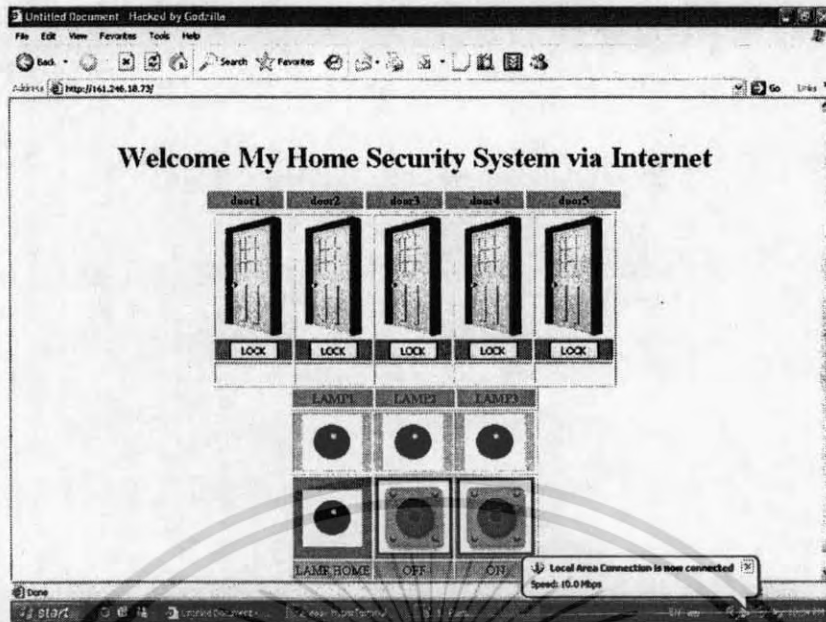 Untitled Document - Hacked by Godzilla
File Edit View Favorites Tools Help
Back Search Favorites
Address http://161.246.18.73/ Go Links
Welcome My Home Security System via Internet
door1 door2 door3 door4 door5
LOCK LOCK LOCK LOCK LOCK
LAMP1 LAMP2 LAMP3
LAMP HOME OFF ON
Local Area Connection is now connected
Speed: 10.0 Mbps
Done
start Untitled Document - HyperTerminal